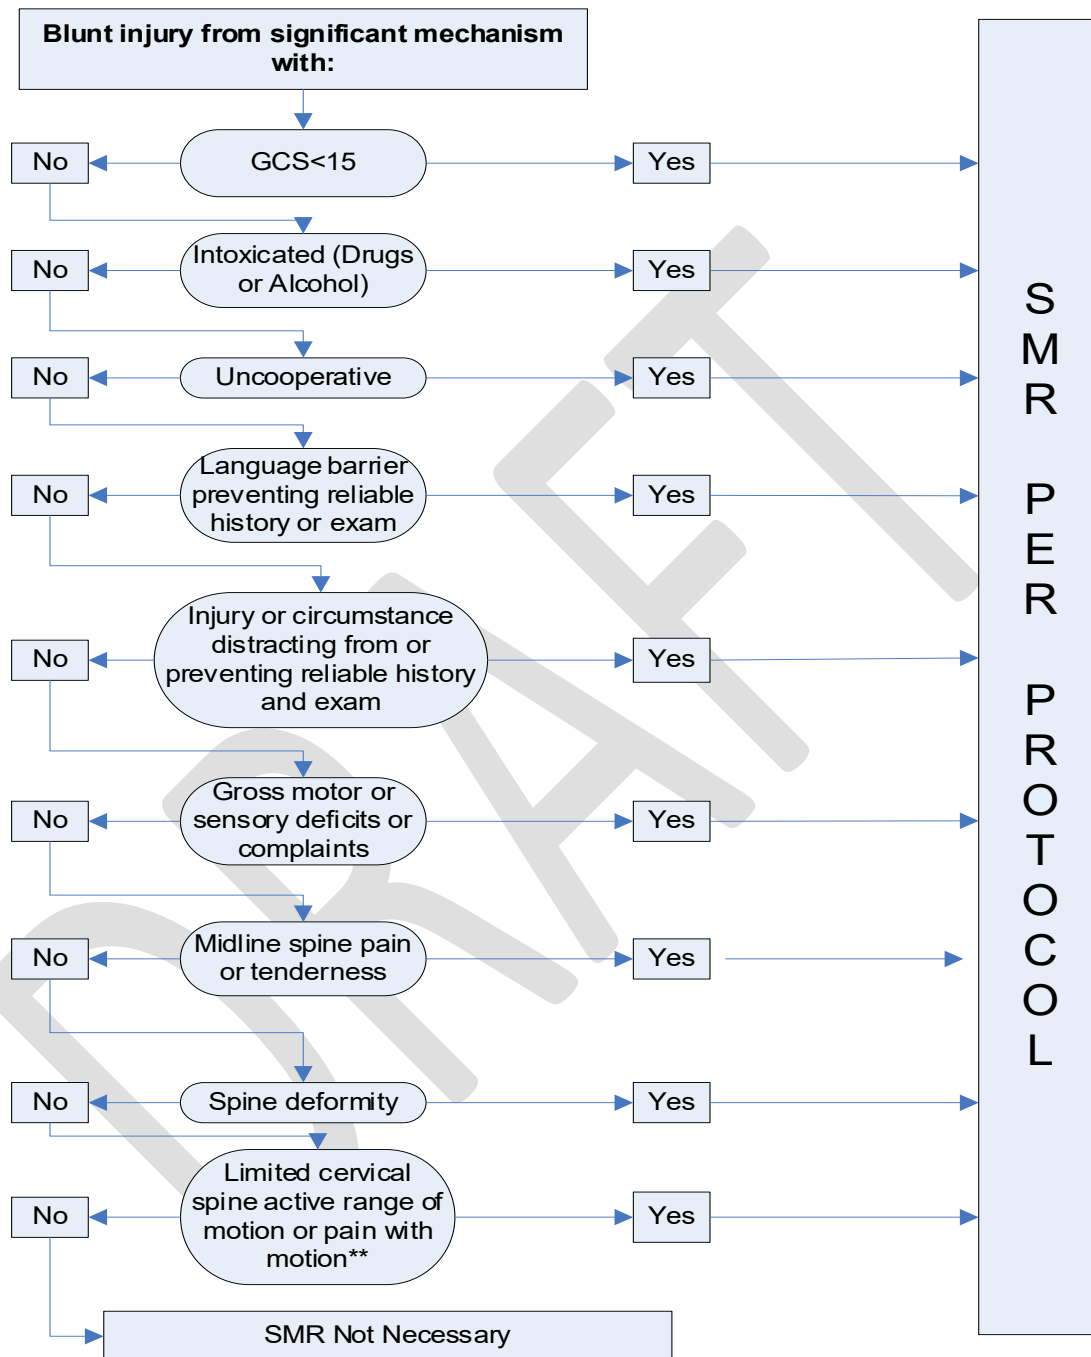 Blunt injury from significant mechanism
with:
No
GCS<15
Yes
No
Intoxicated (Drugs
or Alcohol)
Yes
No
Uncooperative
Yes
No
Language barrier
preventing reliable
history or exam
Yes
No
Injury or circumstance
distracting from or
preventing reliable history
and exam
Yes
No
Gross motor or
sensory deficits or
complaints
Yes
No
Midline spine pain
or tenderness
Yes
No
Spine deformity
Yes
No
Limited cervical
spine active range of
motion or pain with
motion**
Yes
SMR Not Necessary
SMR PER PROTOCOL
DRAFT